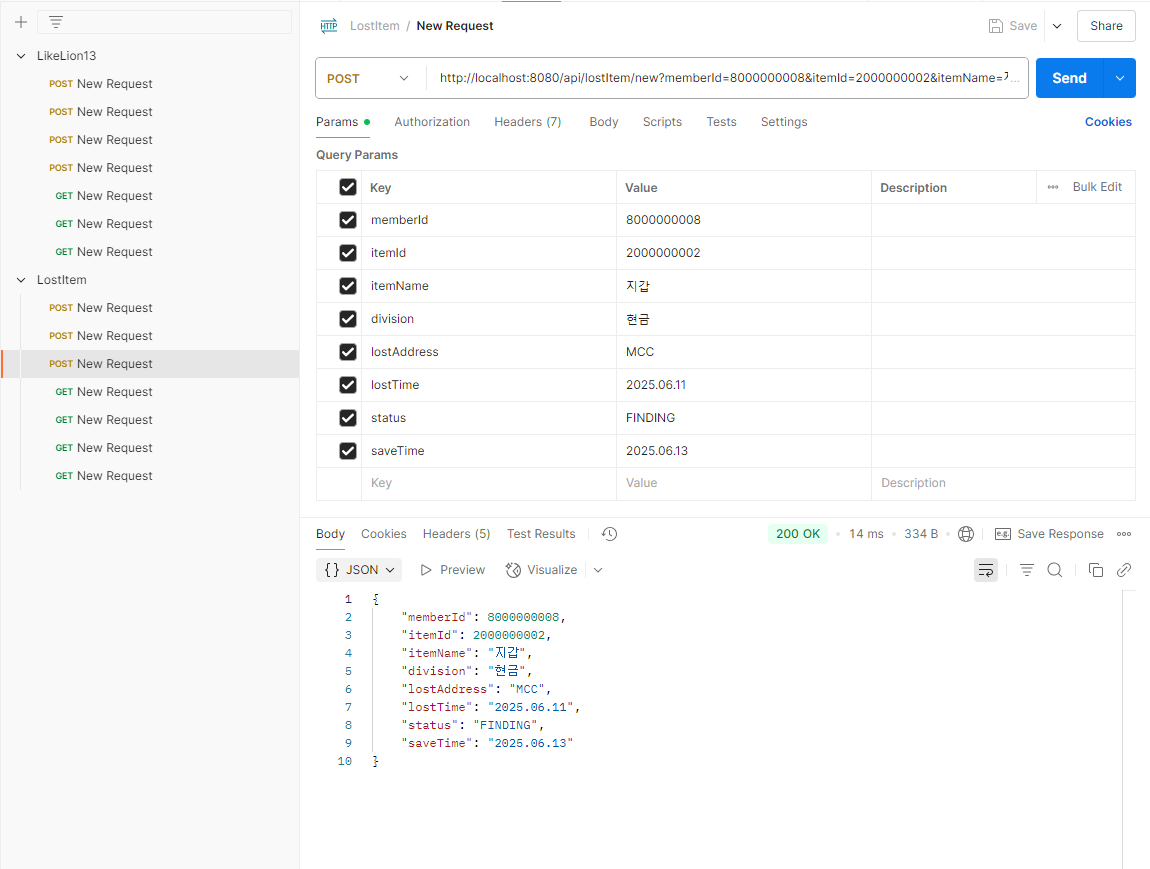 LikeLion13
POST New Request
POST New Request
POST New Request
POST New Request
GET New Request
GET New Request
GET New Request
LostItem
POST New Request
POST New Request
POST New Request
GET New Request
GET New Request
GET New Request
GET New Request
HTTP LostItem / New Request Save Share
POST http://localhost:8080/api/lostItem/new?memberId=8000000008&itemId=2000000002&itemName=... Send
Params Authorization Headers (7) Body Scripts Tests Settings Cookies
Query Params
Key Value Description Bulk Edit
memberId 8000000008
itemId 2000000002
itemName 지갑
division 현금
lostAddress MCC
lostTime 2025.06.11
status FINDING
saveTime 2025.06.13
Key Value Description
Body Cookies Headers (5) Test Results 200 OK • 14 ms • 334 B • e.g. Save Response
{} JSON Preview Visualize
1 {
2 "memberId": 8000000008,
3 "itemId": 2000000002,
4 "itemName": "지갑",
5 "division": "현금",
6 "lostAddress": "MCC",
7 "lostTime": "2025.06.11",
8 "status": "FINDING",
9 "saveTime": "2025.06.13"
10 }